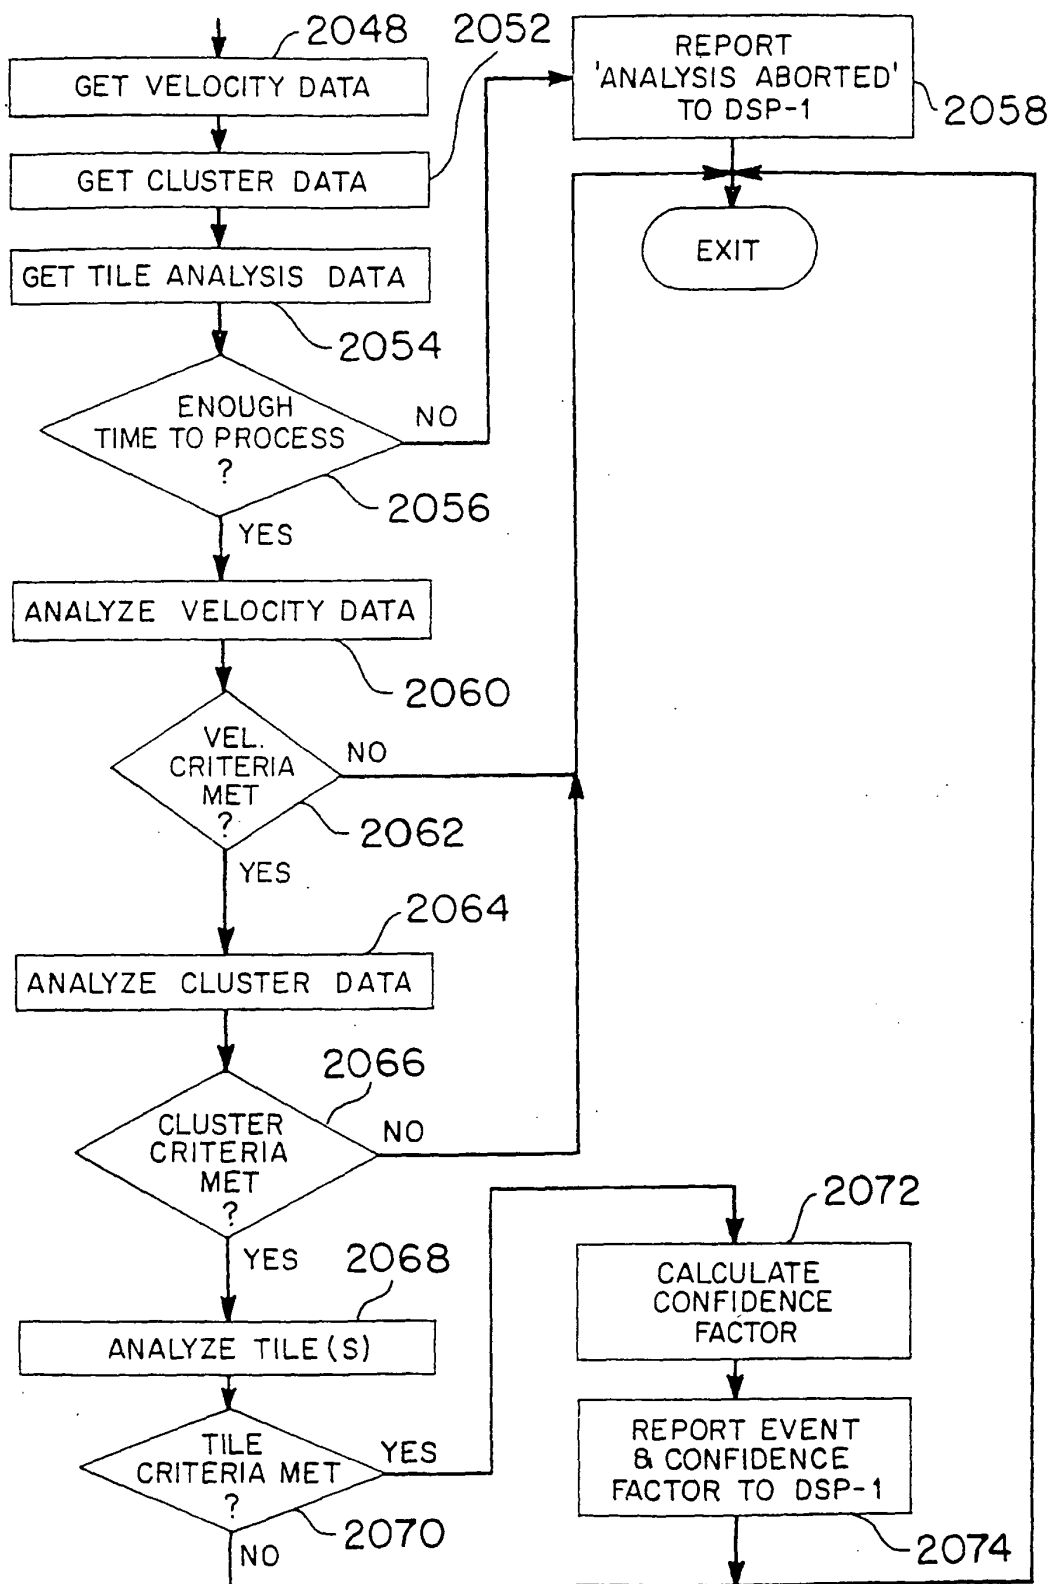 2048
GET VELOCITY DATA
2052
GET CLUSTER DATA
GET TILE ANALYSIS DATA
2054
ENOUGH
TIME TO PROCESS
?
2056
NO
YES
REPORT
'ANALYSIS ABORTED'
TO DSP-1
2058
EXIT
ANALYZE VELOCITY DATA
2060
VEL.
CRITERIA
MET
?
2062
NO
YES
2064
ANALYZE CLUSTER DATA
2066
CLUSTER
CRITERIA
MET
?
NO
YES
2068
ANALYZE TILE(S)
TILE
CRITERIA MET
?
2070
YES
NO
2072
CALCULATE
CONFIDENCE
FACTOR
REPORT EVENT
& CONFIDENCE
FACTOR TO DSP-1
2074